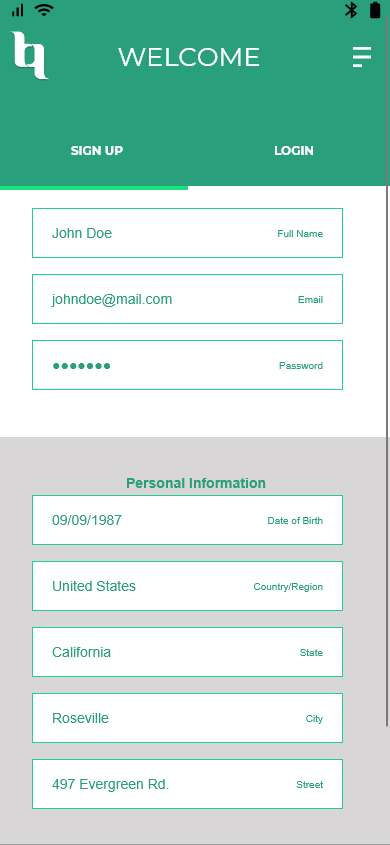 WELCOME
SIGN UP LOGIN
John Doe Full Name
johndoe@mail.com Email
●●●●●●● Password
Personal Information
09/09/1987 Date of Birth
United States Country/Region
California State
Roseville City
497 Evergreen Rd. Street